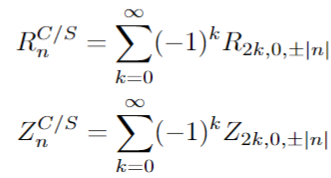 R_n^{C/S} = \sum_{k=0}^{\infty} (-1)^k R_{2k,0,\pm|n|}
Z_n^{C/S} = \sum_{k=0}^{\infty} (-1)^k Z_{2k,0,\pm|n|}